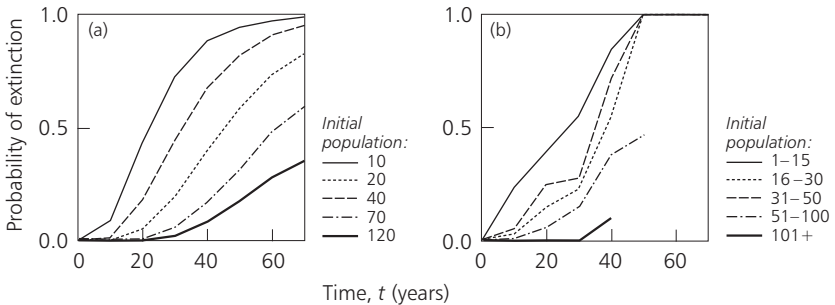 Probability of extinction
1.0
0.5
0.0
(a)
0 20 40 60
Initial
population:
10
20
40
70
120
1.0
0.5
0.0
(b)
0 20 40 60
Initial
population:
1–15
16–30
31–50
51–100
101+
Time, t (years)